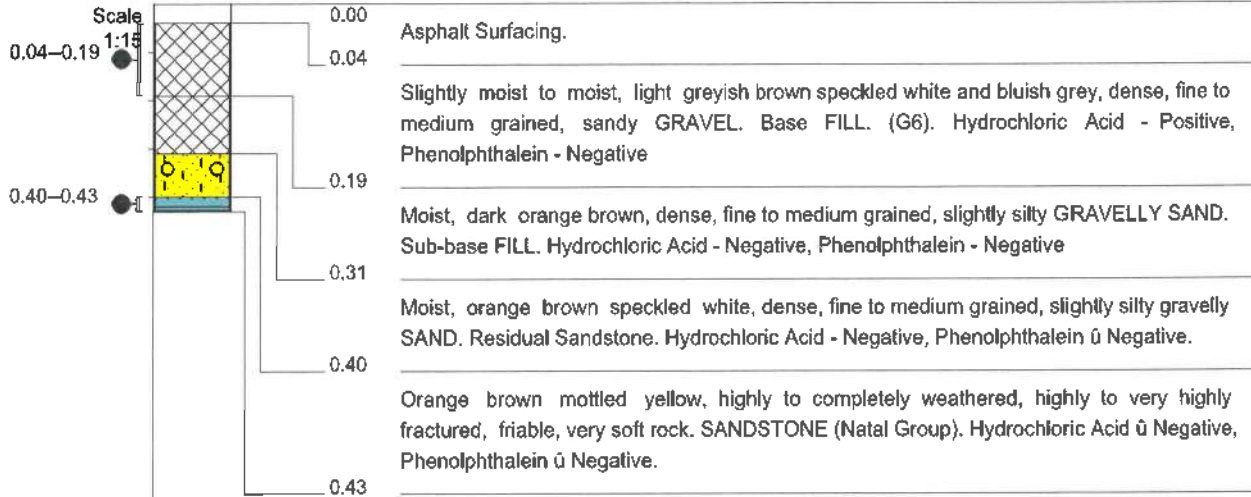 Scale
1:15
0.04–0.19
0.40–0.43
0.00
Asphalt Surfacing.
0.04
Slightly moist to moist, light greyish brown speckled white and bluish grey, dense, fine to
medium grained, sandy GRAVEL. Base FILL. (G6). Hydrochloric Acid - Positive,
Phenolphthalein - Negative
0.19
Moist, dark orange brown, dense, fine to medium grained, slightly silty GRAVELLY SAND.
Sub-base FILL. Hydrochloric Acid - Negative, Phenolphthalein - Negative
0.31
Moist, orange brown speckled white, dense, fine to medium grained, slightly silty gravelly
SAND. Residual Sandstone. Hydrochloric Acid - Negative, Phenolphthalein û Negative.
0.40
Orange brown mottled yellow, highly to completely weathered, highly to very highly
fractured, friable, very soft rock. SANDSTONE (Natal Group). Hydrochloric Acid û Negative,
Phenolphthalein û Negative.
0.43